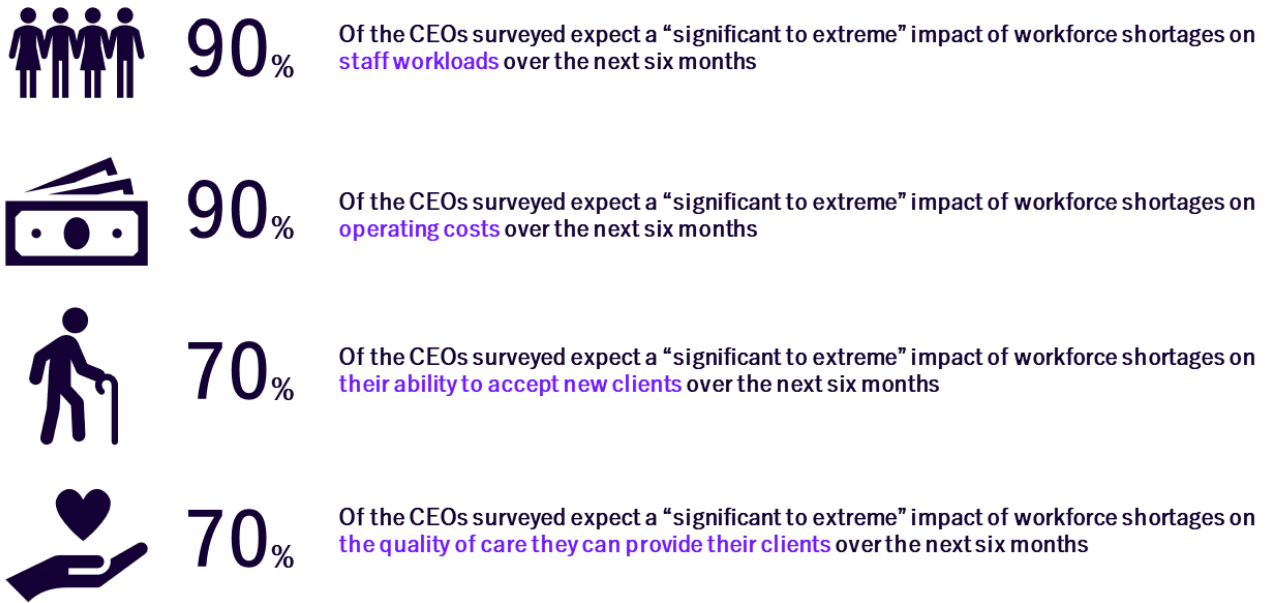 90%
Of the CEOs surveyed expect a “significant to extreme” impact of workforce shortages on
staff workloads over the next six months
90%
Of the CEOs surveyed expect a “significant to extreme” impact of workforce shortages on
operating costs over the next six months
70%
Of the CEOs surveyed expect a “significant to extreme” impact of workforce shortages on
their ability to accept new clients over the next six months
70%
Of the CEOs surveyed expect a “significant to extreme” impact of workforce shortages on
the quality of care they can provide their clients over the next six months